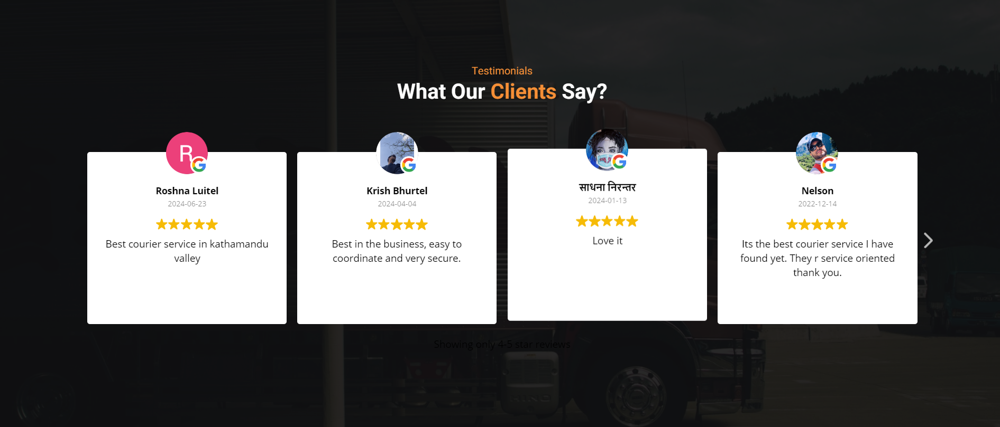 Testimonials
What Our Clients Say?
R
Roshna Luitel
2024-06-23
Best courier service in kathamandu
valley
Krish Bhurtel
2024-04-04
Best in the business, easy to
coordinate and very secure.
साधना निरन्तर
2024-01-13
Love it
Nelson
2022-12-14
Its the best courier service I have
found yet. They r service oriented
thank you.
Showing only 4-5 star reviews
HINO